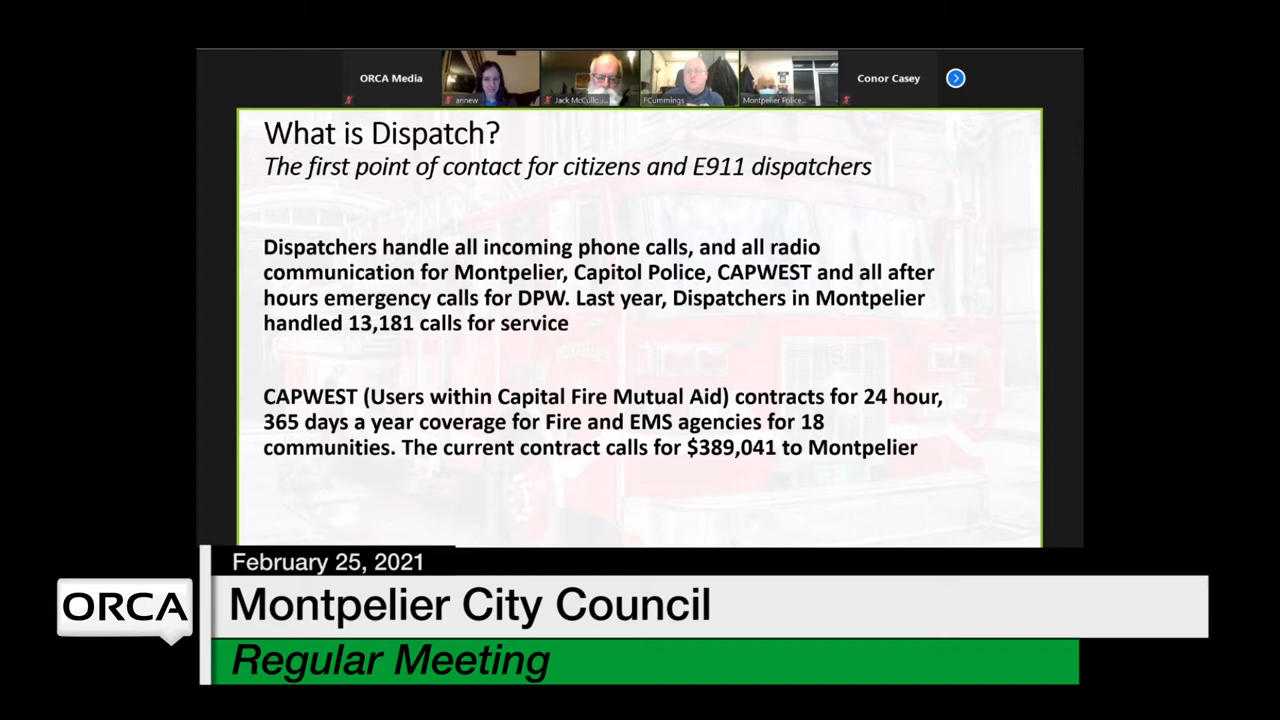 ORCA Media
annew
Jack McCullou...
FCummings
Montpelier Police...
Conor Casey
What is Dispatch?
The first point of contact for citizens and E911 dispatchers
Dispatchers handle all incoming phone calls, and all radio
communication for Montpelier, Capitol Police, CAPWEST and all after
hours emergency calls for DPW. Last year, Dispatchers in Montpelier
handled 13,181 calls for service
CAPWEST (Users within Capital Fire Mutual Aid) contracts for 24 hour,
365 days a year coverage for Fire and EMS agencies for 18
communities. The current contract calls for $389,041 to Montpelier
February 25, 2021
ORCA
Montpelier City Council
Regular Meeting